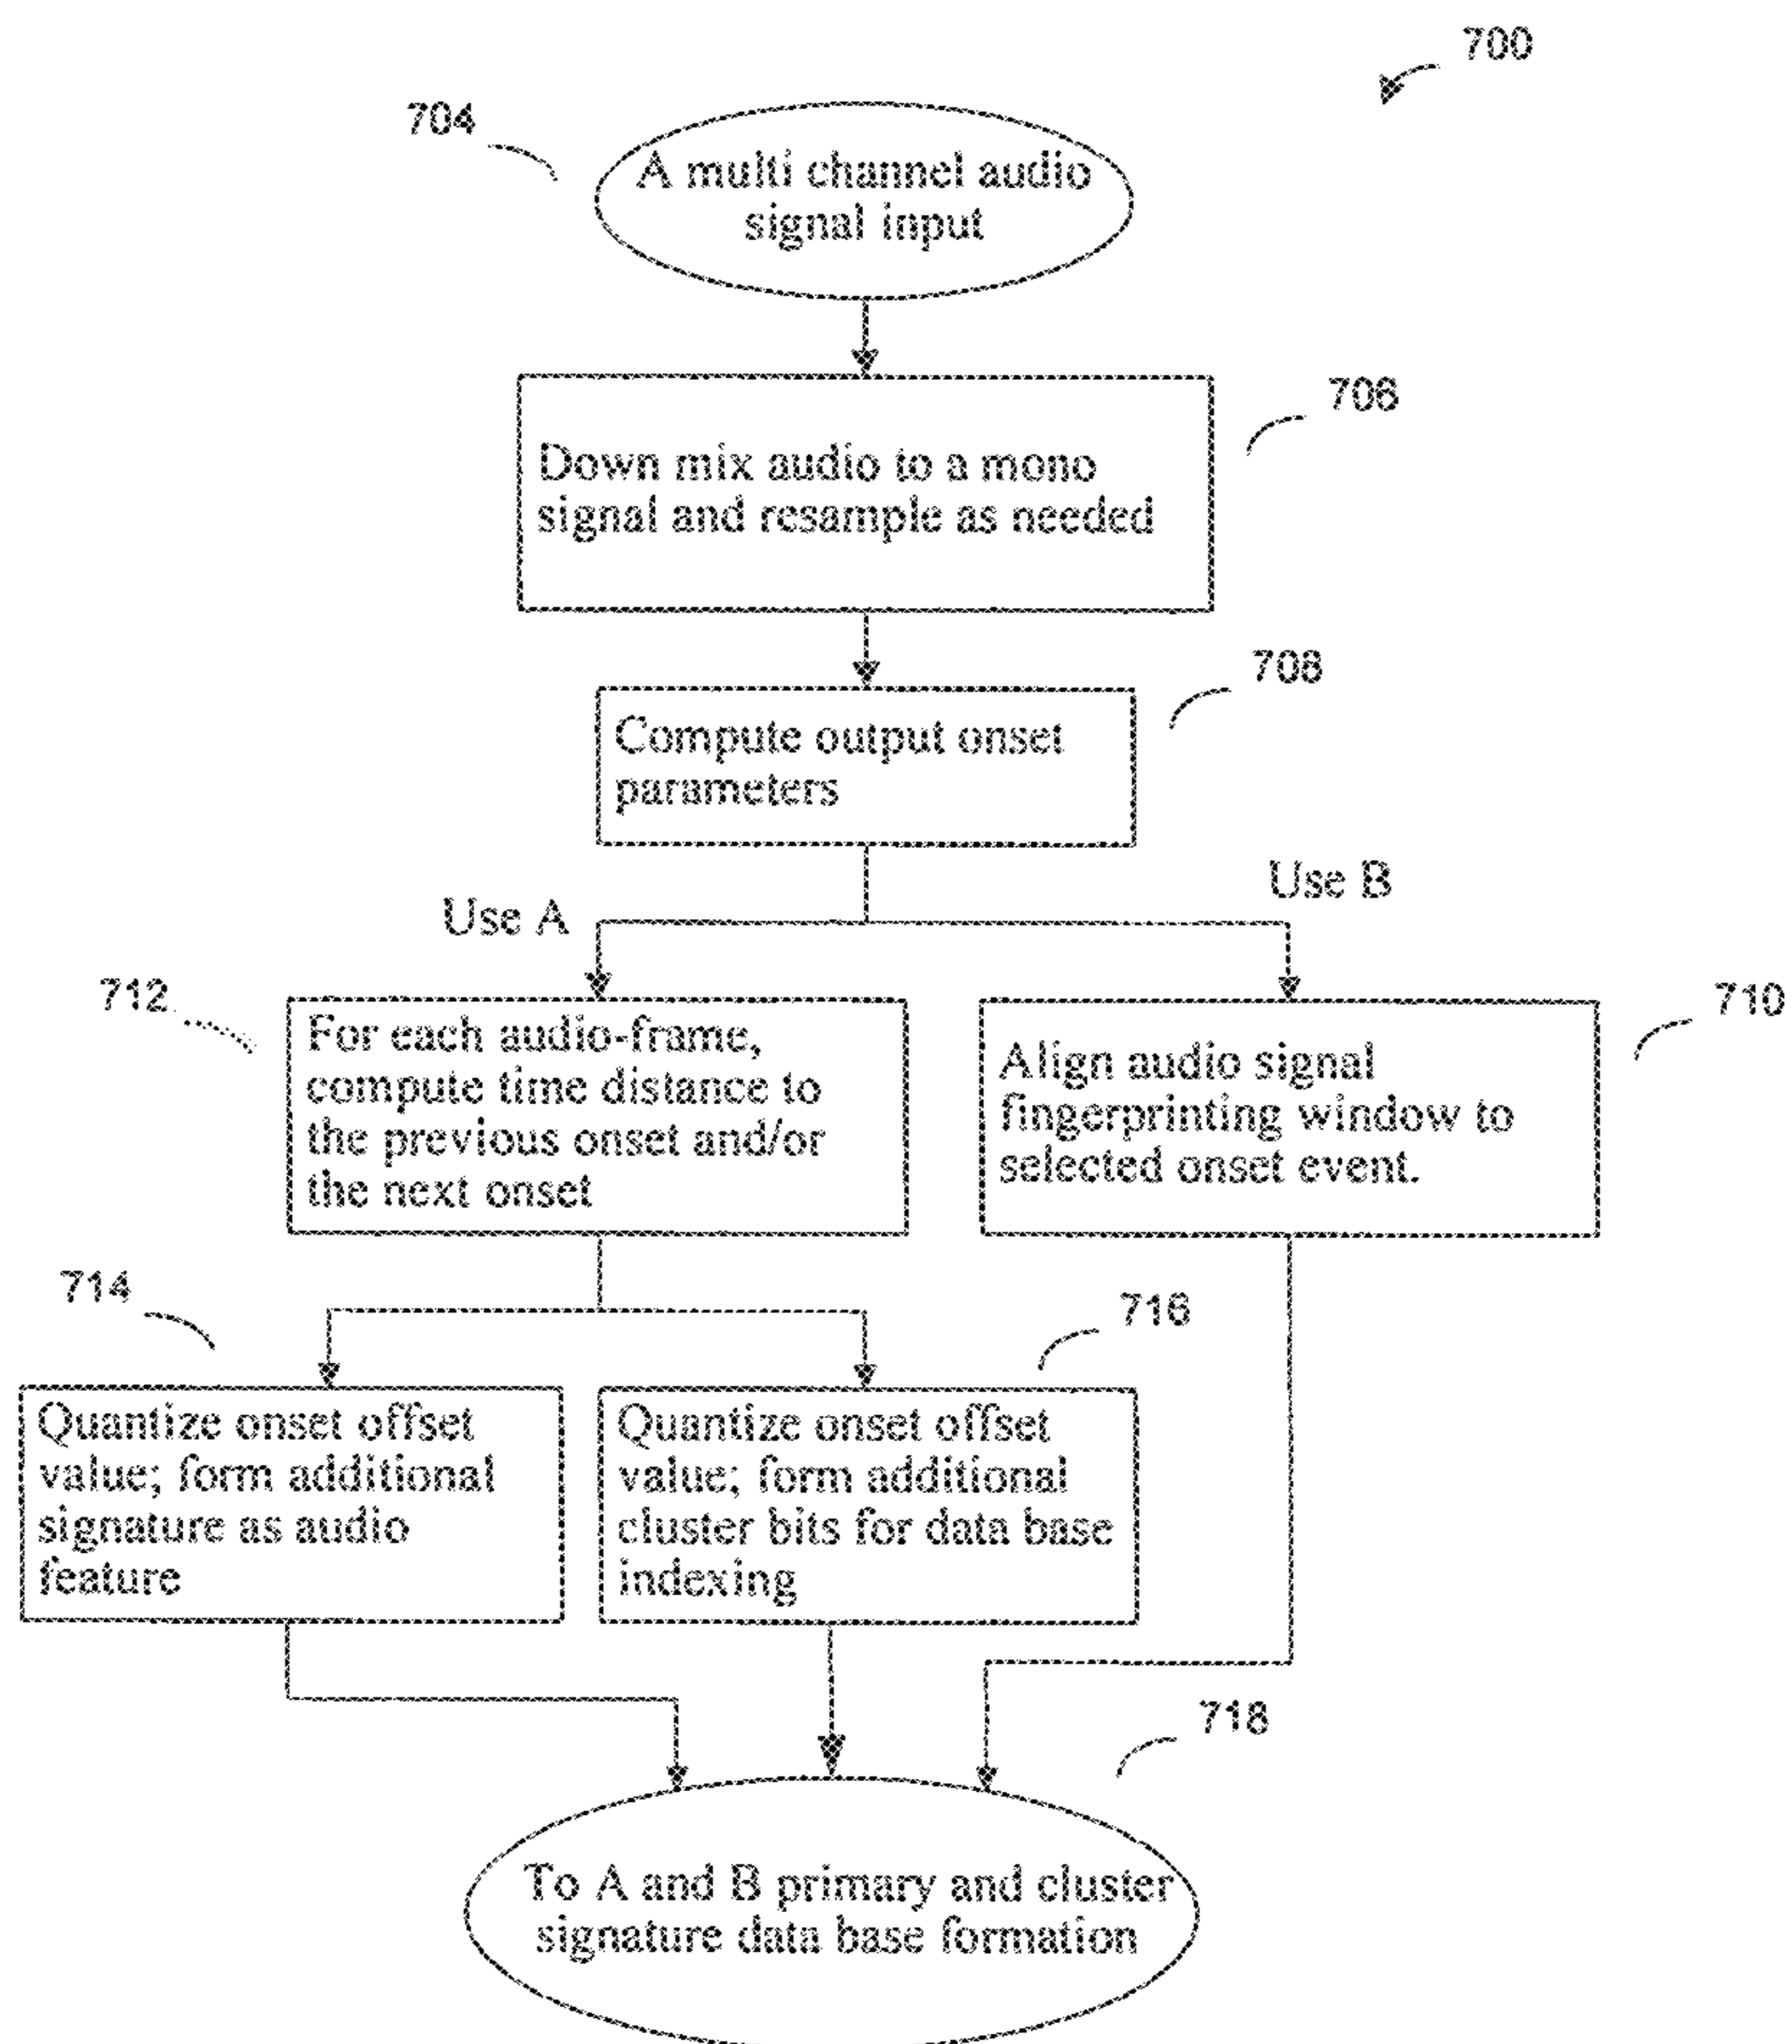 700
704
A multi channel audio
signal input
706
Down mix audio to a mono
signal and resample as needed
708
Compute output onset
parameters
Use A
Use B
712
For each audio-frame,
compute time distance to
the previous onset and/or
the next onset
710
Align audio signal
fingerprinting window to
selected onset event.
714
Quantize onset offset
value; form additional
signature as audio
feature
716
Quantize onset offset
value; form additional
cluster bits for data base
indexing
718
To A and B primary and cluster
signature data base formation